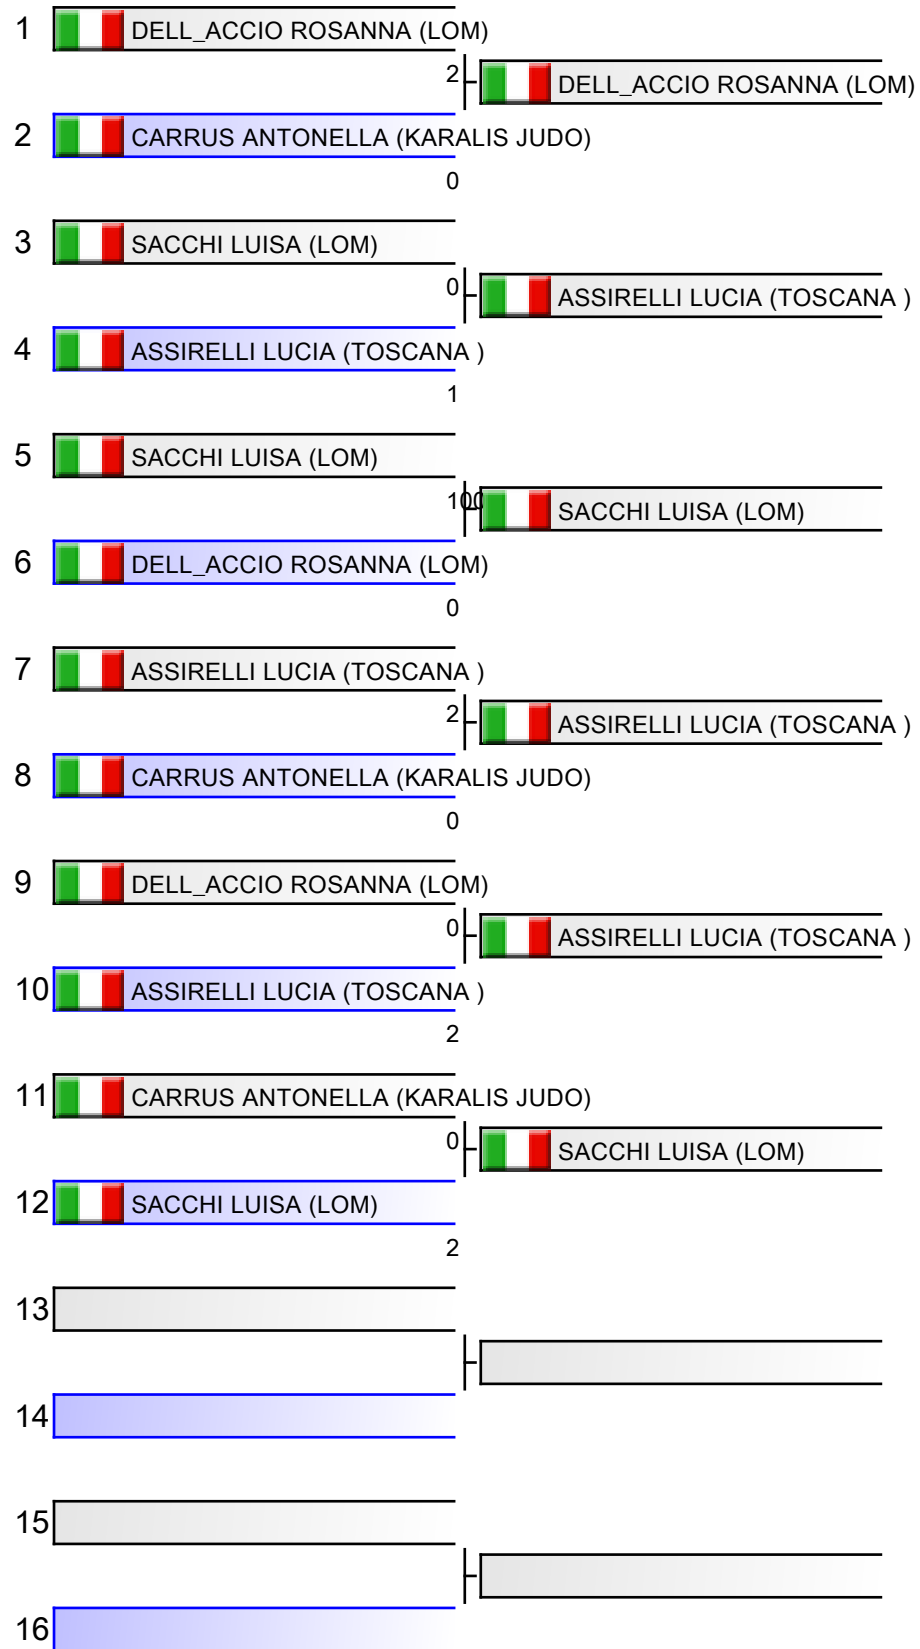 1 DELL_ACCIO ROSANNA (LOM)
2 DELL_ACCIO ROSANNA (LOM)
2 CARRUS ANTONELLA (KARALIS JUDO)
0
3 SACCHI LUISA (LOM)
0 ASSIRELLI LUCIA (TOSCANA )
4 ASSIRELLI LUCIA (TOSCANA )
1
5 SACCHI LUISA (LOM)
100 SACCHI LUISA (LOM)
6 DELL_ACCIO ROSANNA (LOM)
0
7 ASSIRELLI LUCIA (TOSCANA )
2 ASSIRELLI LUCIA (TOSCANA )
8 CARRUS ANTONELLA (KARALIS JUDO)
0
9 DELL_ACCIO ROSANNA (LOM)
0 ASSIRELLI LUCIA (TOSCANA )
10 ASSIRELLI LUCIA (TOSCANA )
2
11 CARRUS ANTONELLA (KARALIS JUDO)
0 SACCHI LUISA (LOM)
12 SACCHI LUISA (LOM)
2
13
14
15
16